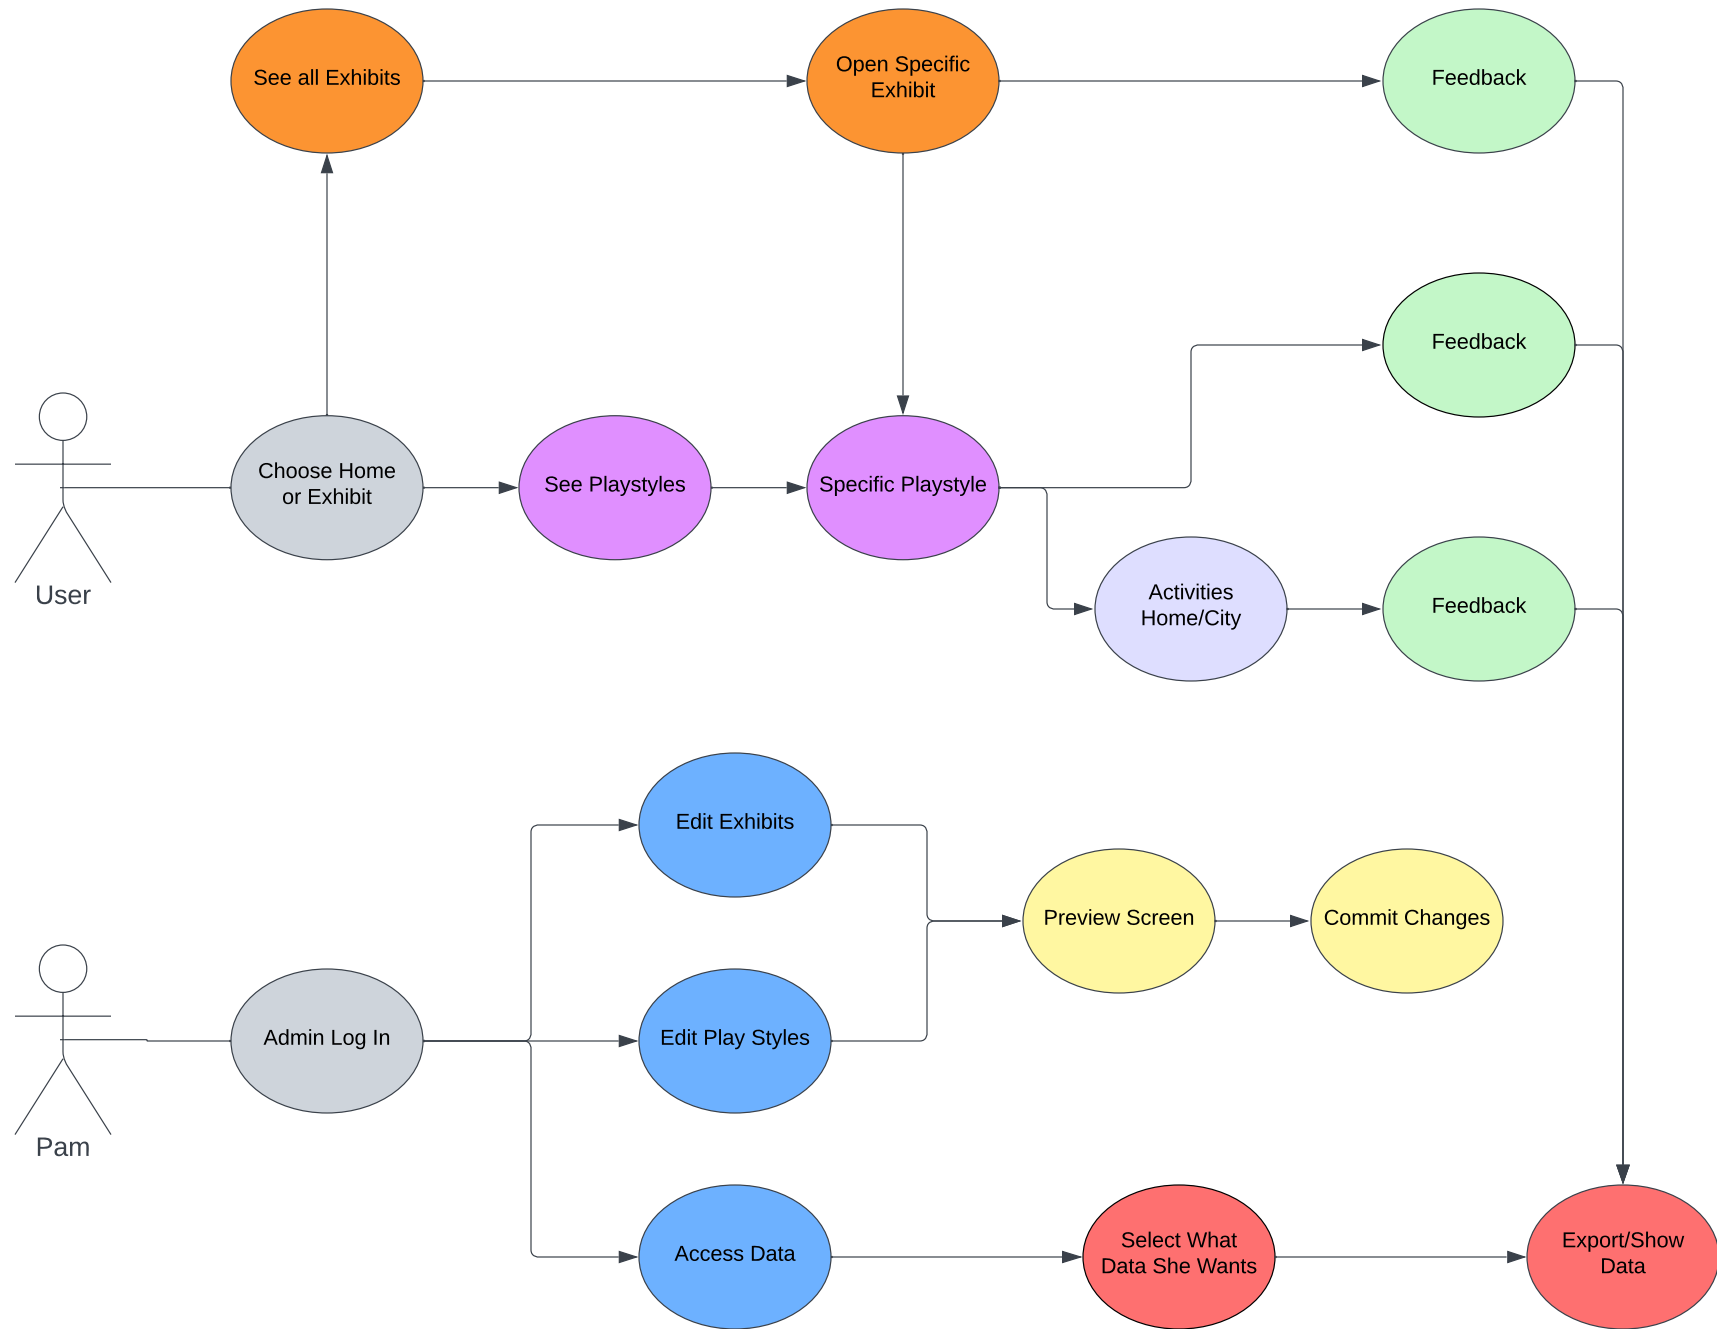 See all Exhibits
Open Specific
Exhibit
Feedback
Feedback
Choose Home
or Exhibit
See Playstyles
Specific Playstyle
User
Activities
Home/City
Feedback
Edit Exhibits
Preview Screen
Commit Changes
Admin Log In
Edit Play Styles
Pam
Access Data
Select What
Data She Wants
Export/Show
Data